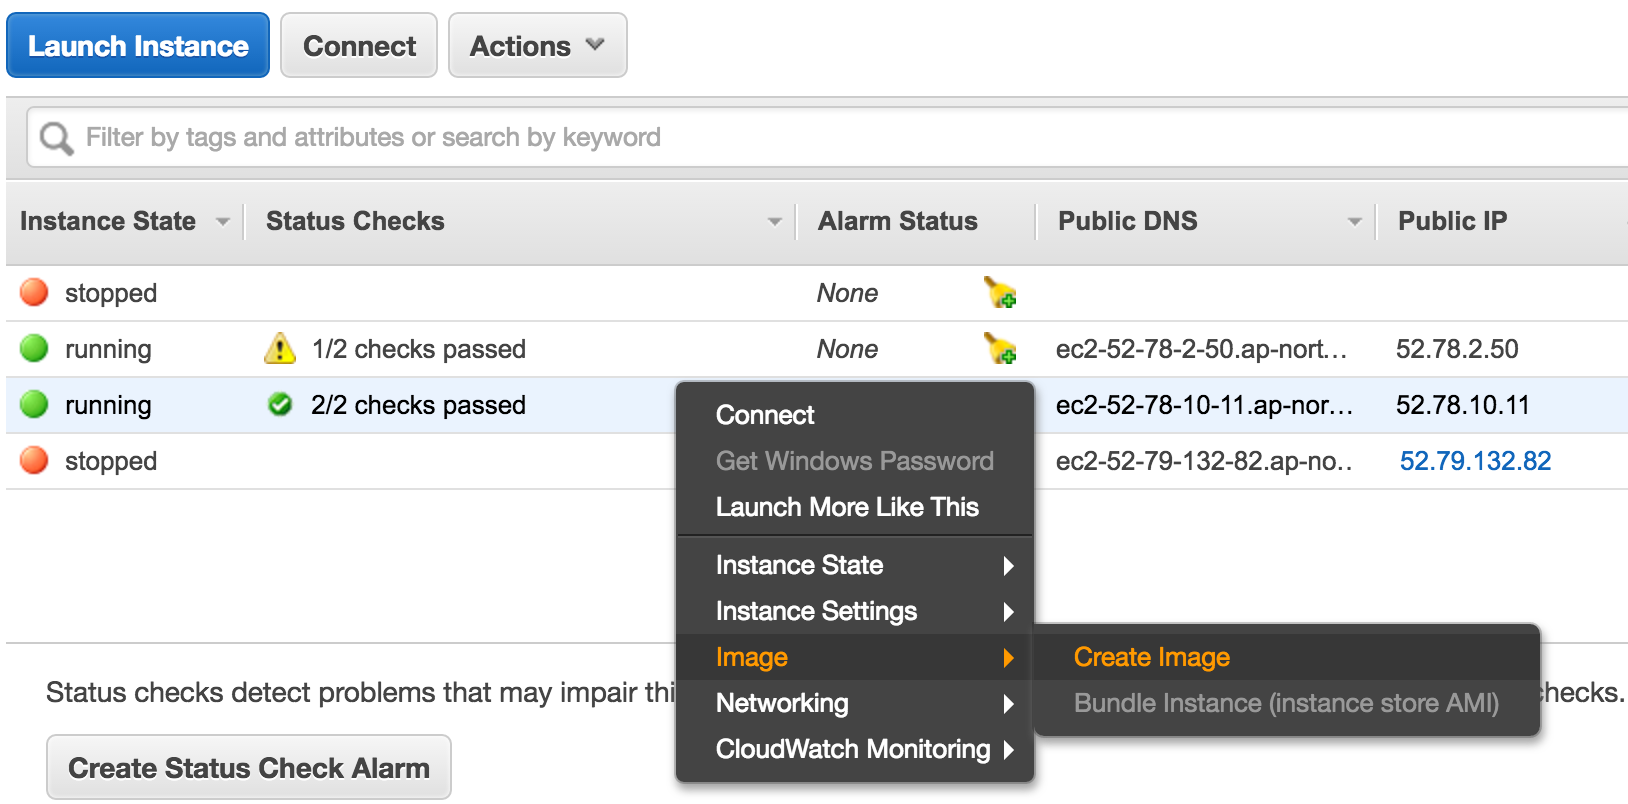 Launch Instance Connect Actions
Filter by tags and attributes or search by keyword
Instance State Status Checks Alarm Status Public DNS Public IP
stopped None
running 1/2 checks passed None ec2-52-78-2-50.ap-nort... 52.78.2.50
running 2/2 checks passed ec2-52-78-10-11.ap-nor... 52.78.10.11
stopped ec2-52-79-132-82.ap-no.. 52.79.132.82
Connect
Get Windows Password
Launch More Like This
Instance State
Instance Settings
Image
Networking
CloudWatch Monitoring
Create Image
Bundle Instance (instance store AMI)
Status checks detect problems that may impair checks.
Create Status Check Alarm